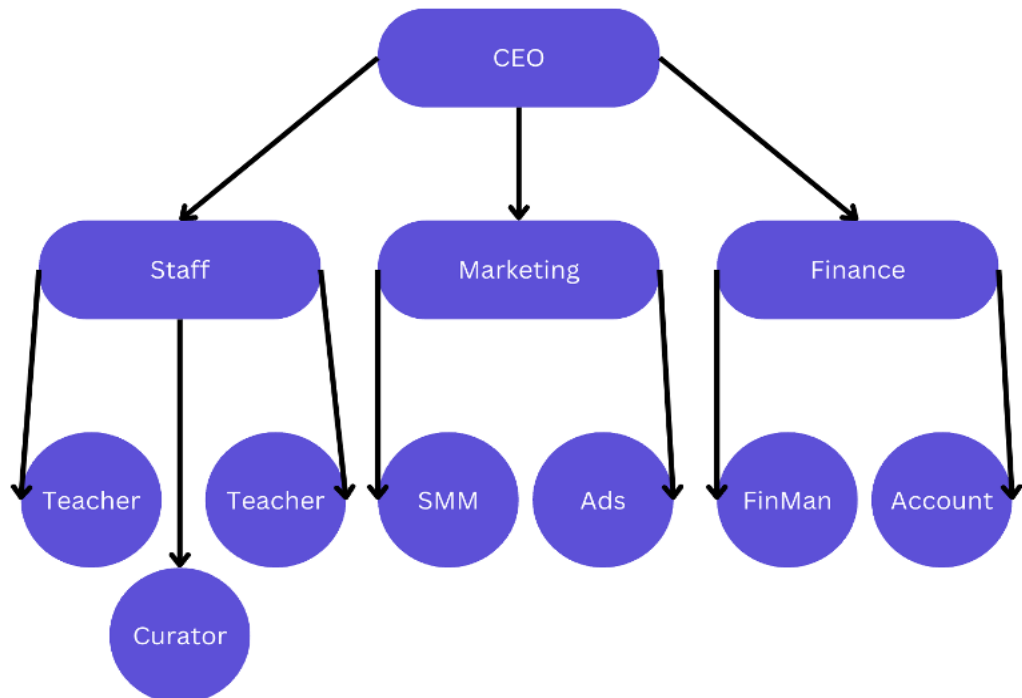 CEO
Staff
Marketing
Finance
Teacher
Teacher
SMM
Ads
FinMan
Account
Curator